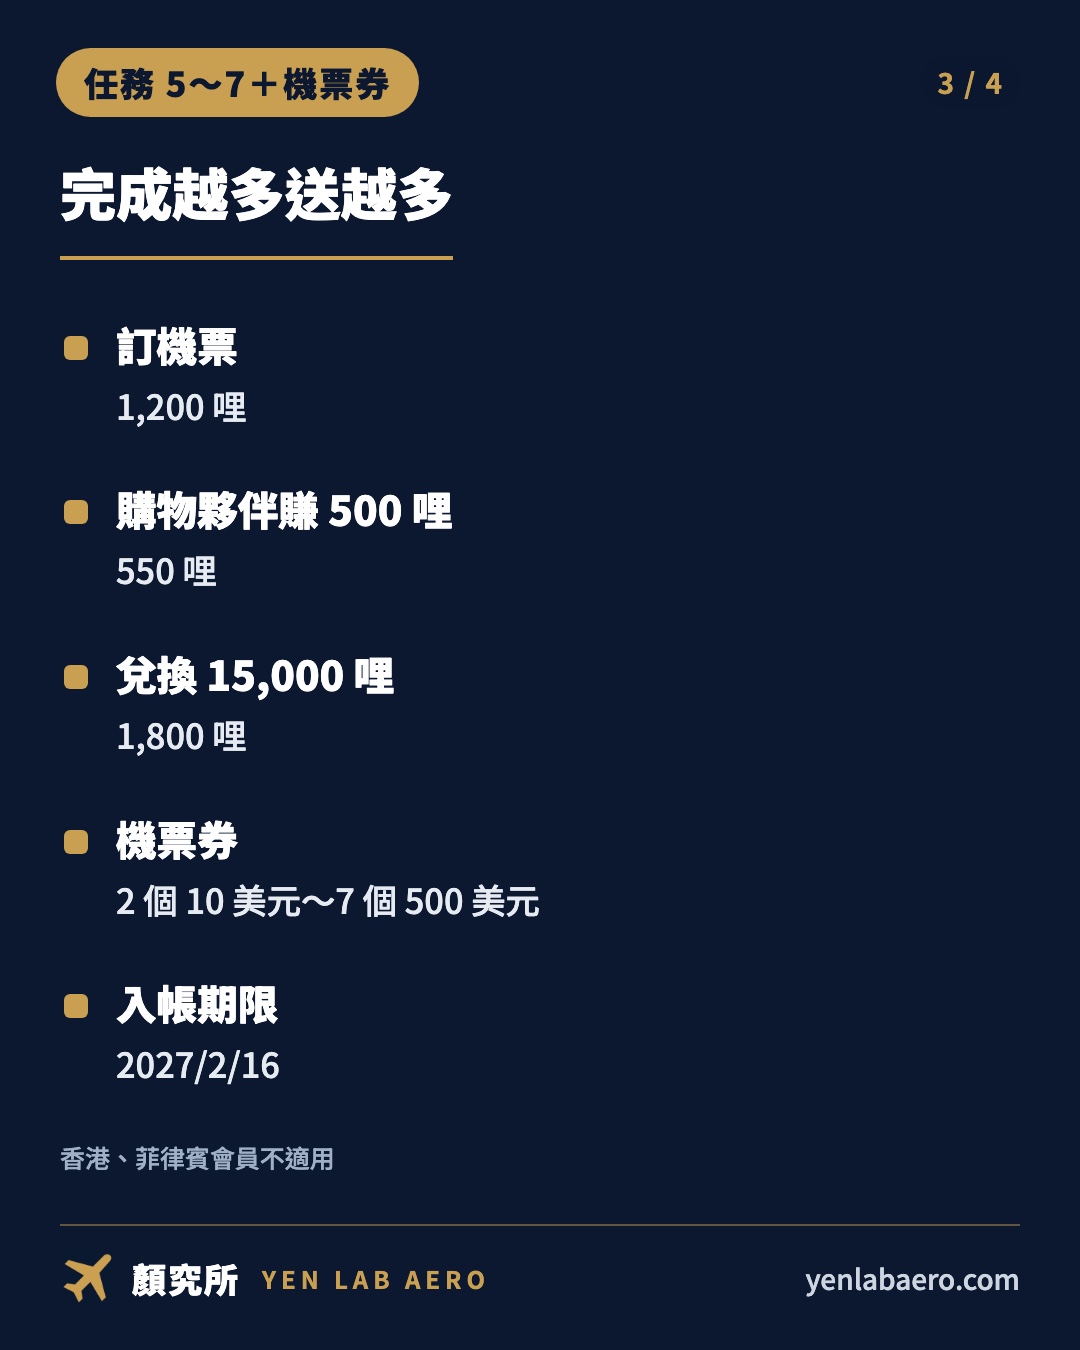 任務 5～7＋機票券
3 / 4
完成越多送越多
訂機票
1,200 哩
購物夥伴賺 500 哩
550 哩
兌換 15,000 哩
1,800 哩
機票券
2 個 10 美元～7 個 500 美元
入帳期限
2027/2/16
香港、菲律賓會員不適用
顏究所 YEN LAB AERO
yenlabaero.com